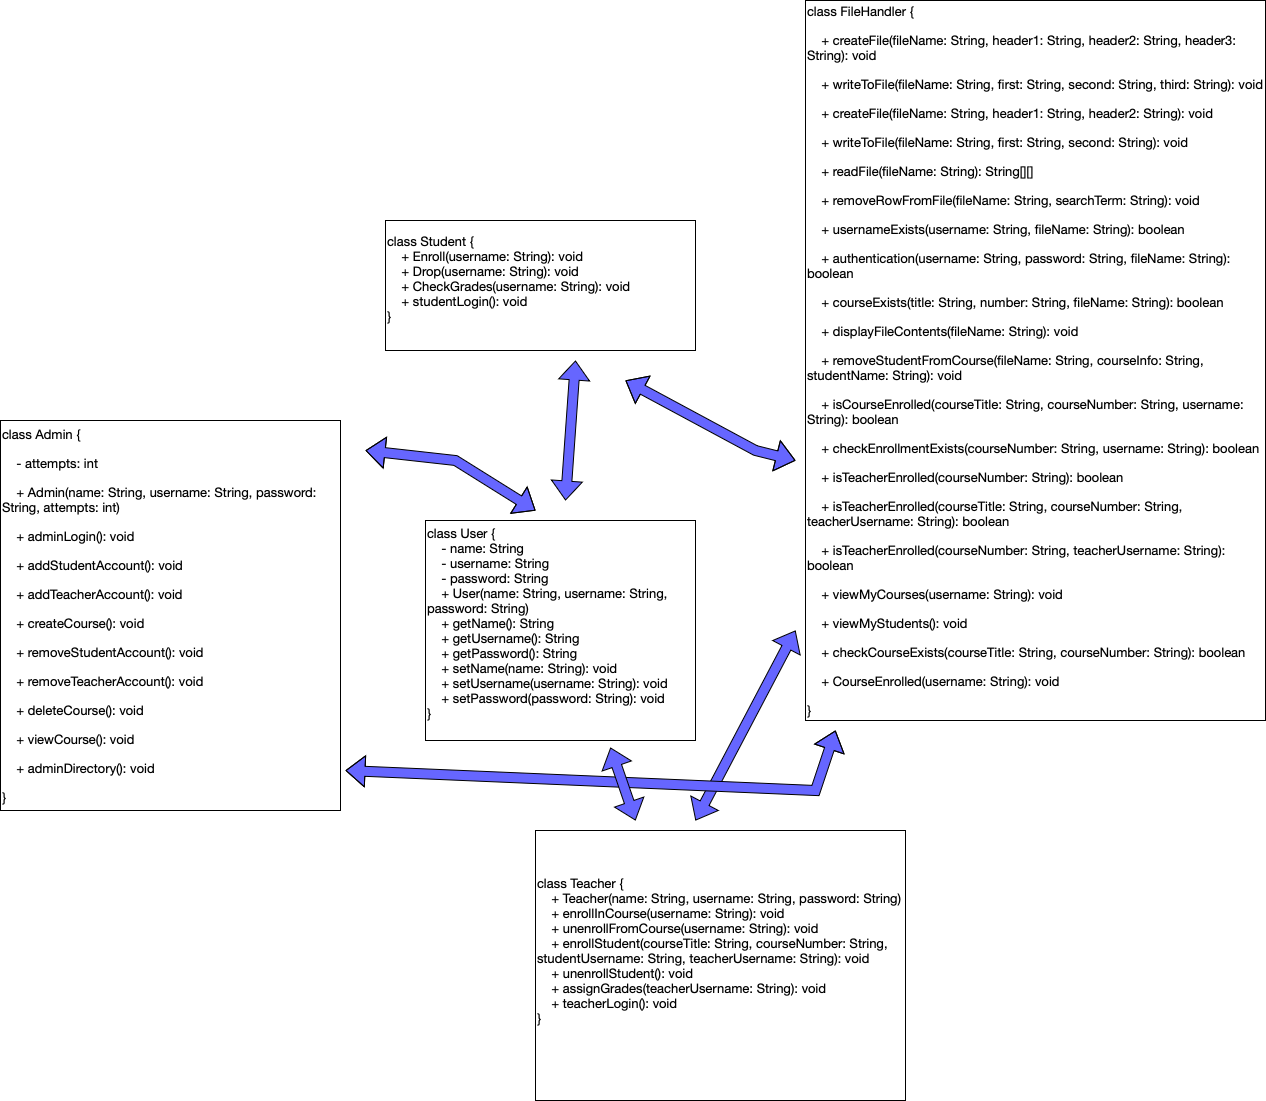 class FileHandler {
+ createFile(fileName: String, header1: String, header2: String, header3:
String): void
+ writeToFile(fileName: String, first: String, second: String, third: String): void
+ createFile(fileName: String, header1: String, header2: String): void
+ writeToFile(fileName: String, first: String, second: String): void
+ readFile(fileName: String): String[][]
+ removeRowFromFile(fileName: String, searchTerm: String): void
+ usernameExists(username: String, fileName: String): boolean
+ authentication(username: String, password: String, fileName: String):
boolean
+ courseExists(title: String, number: String, fileName: String): boolean
+ displayFileContents(fileName: String): void
+ removeStudentFromCourse(fileName: String, courseInfo: String,
studentName: String): void
+ isCourseEnrolled(courseTitle: String, courseNumber: String, username:
String): boolean
+ checkEnrollmentExists(courseNumber: String, username: String): boolean
+ isTeacherEnrolled(courseNumber: String): boolean
+ isTeacherEnrolled(courseTitle: String, courseNumber: String,
teacherUsername: String): boolean
+ isTeacherEnrolled(courseNumber: String, teacherUsername: String):
boolean
+ viewMyCourses(username: String): void
+ viewMyStudents(): void
+ checkCourseExists(courseTitle: String, courseNumber: String): boolean
+ CourseEnrolled(username: String): void
}
class Student {
+ Enroll(username: String): void
+ Drop(username: String): void
+ CheckGrades(username: String): void
+ studentLogin(): void
}
class Admin {
- attempts: int
+ Admin(name: String, username: String, password:
String, attempts: int)
+ adminLogin(): void
+ addStudentAccount(): void
+ addTeacherAccount(): void
+ createCourse(): void
+ removeStudentAccount(): void
+ removeTeacherAccount(): void
+ deleteCourse(): void
+ viewCourse(): void
+ adminDirectory(): void
}
class User {
- name: String
- username: String
- password: String
+ User(name: String, username: String,
password: String)
+ getName(): String
+ getUsername(): String
+ getPassword(): String
+ setName(name: String): void
+ setUsername(username: String): void
+ setPassword(password: String): void
}
class Teacher {
+ Teacher(name: String, username: String, password: String)
+ enrollInCourse(username: String): void
+ unenrollFromCourse(username: String): void
+ enrollStudent(courseTitle: String, courseNumber: String,
studentUsername: String, teacherUsername: String): void
+ unenrollStudent(): void
+ assignGrades(teacherUsername: String): void
+ teacherLogin(): void
}